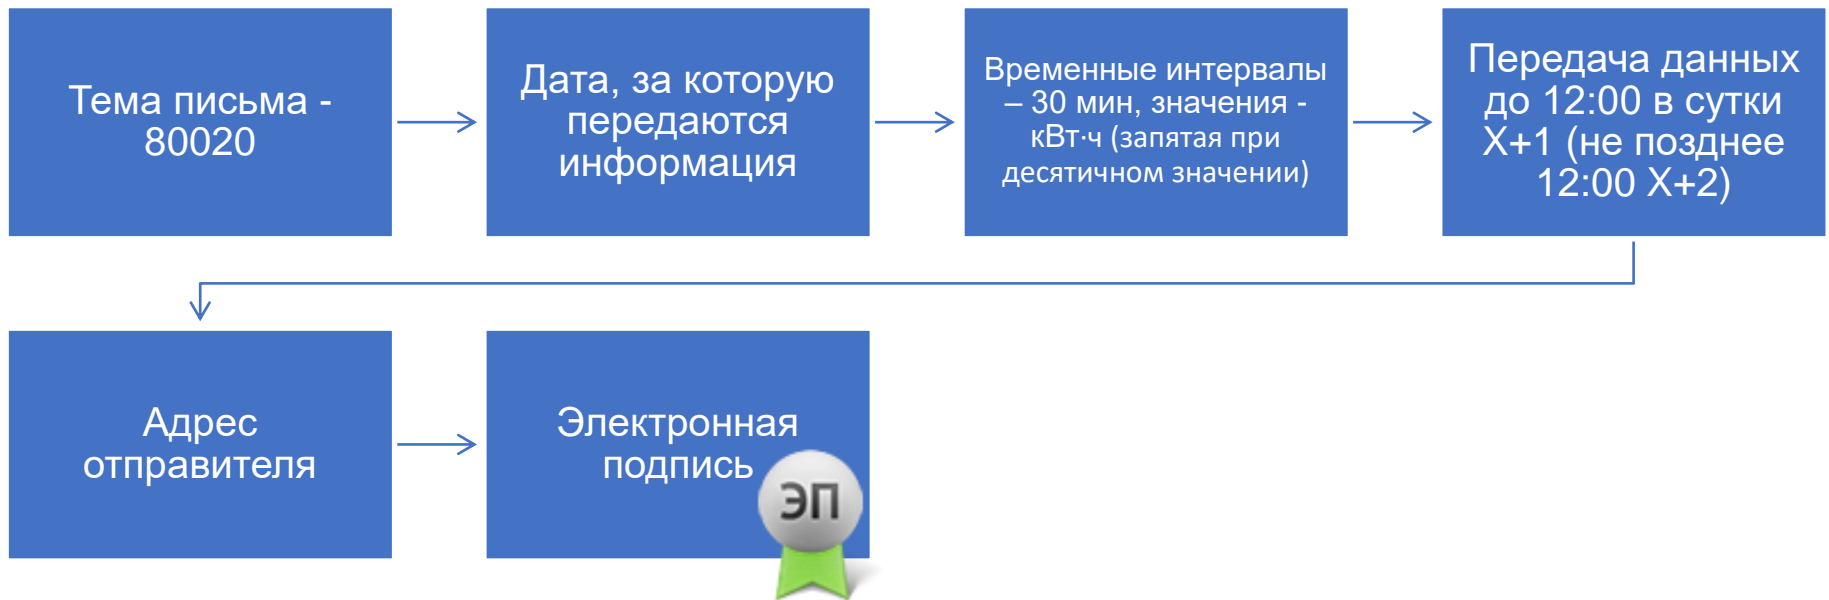 Тема письма -
80020
Дата, за которую
передаются
информация
Временные интервалы
– 30 мин, значения -
кВт·ч (запятая при
десятичном значении)
Передача данных
до 12:00 в сутки
Х+1 (не позднее
12:00 Х+2)
Адрес
отправителя
Электронная
подпись
ЭП